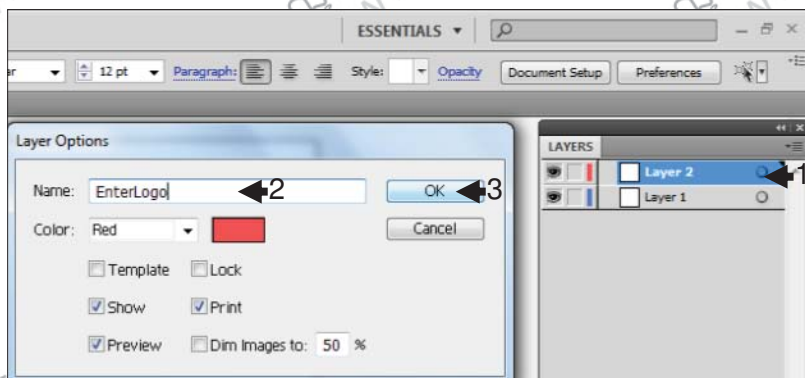 ESSENTIALS
12 pt Paragraph: Style: Opacity Document Setup Preferences
Layer Options
LAYERS
Layer 2 1
Name: EnterLogo 2 OK 3
Layer 1
Color: Red Cancel
Template Lock
Show Print
Preview Dim Images to: 50 %